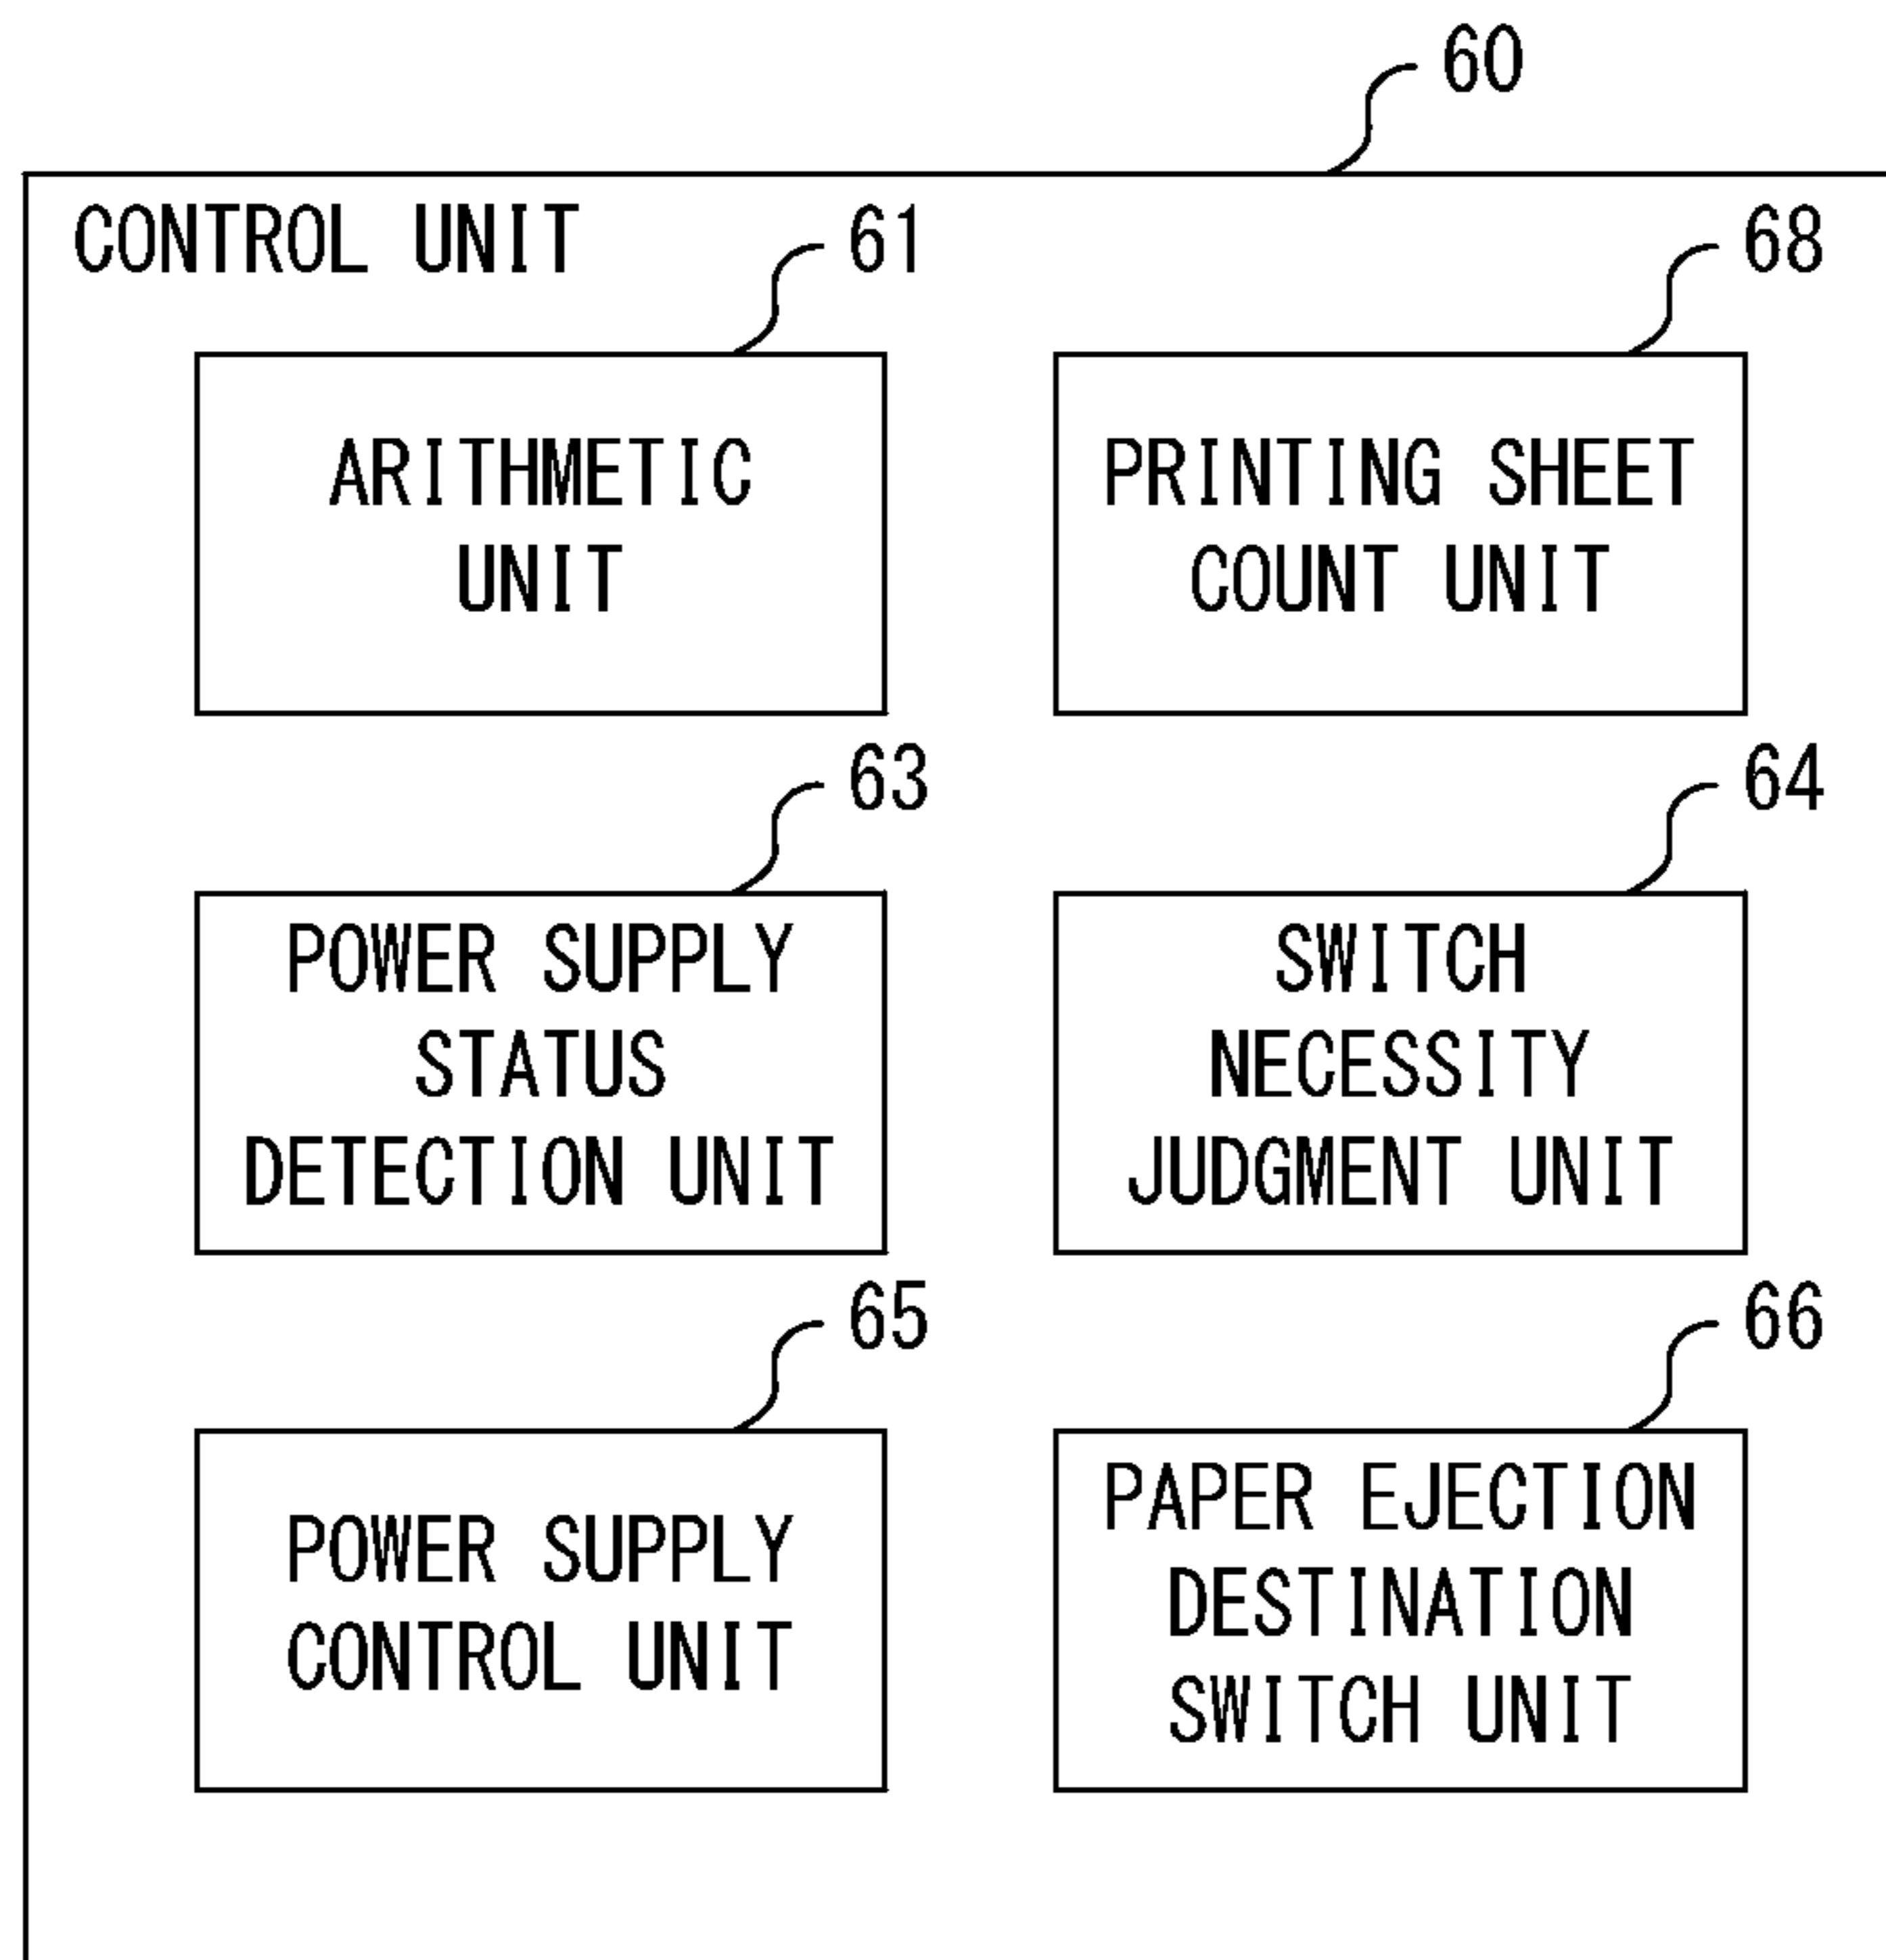 60
CONTROL UNIT
61
68
ARITHMETIC
UNIT
PRINTING SHEET
COUNT UNIT
63
64
POWER SUPPLY
STATUS
DETECTION UNIT
SWITCH
NECESSITY
JUDGMENT UNIT
65
66
POWER SUPPLY
CONTROL UNIT
PAPER EJECTION
DESTINATION
SWITCH UNIT